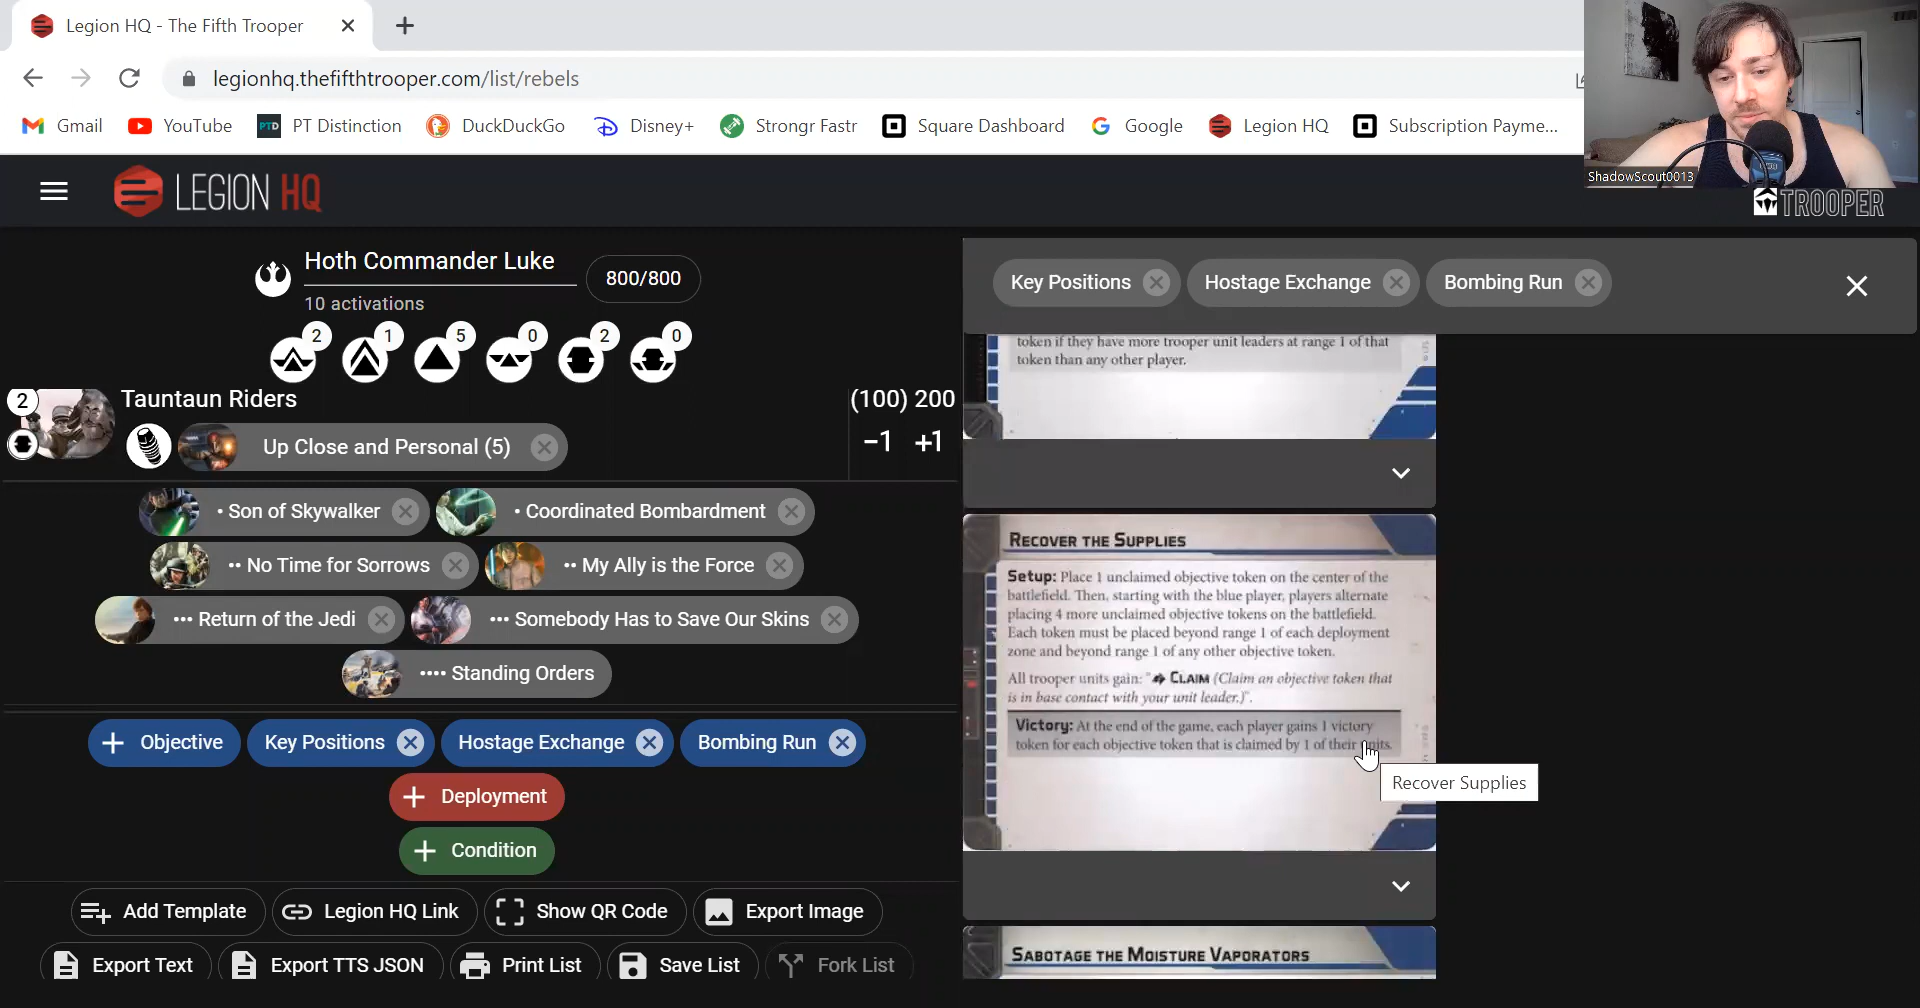 Legion HQ - The Fifth Trooper
legionhq.thefifthtrooper.com/list/rebels
Gmail
YouTube
PTD
PT Distinction
DuckDuckGo
Disney+
Strongr Fastr
Square Dashboard
Google
Legion HQ
Subscription Payme...
ShadowScout0013
TROOPER
LEGION HQ
Hoth Commander Luke
800/800
10 activations
2
1
5
0
2
0
2
Tauntaun Riders
(100) 200
Up Close and Personal (5)
−1 +1
• Son of Skywalker
• Coordinated Bombardment
•• No Time for Sorrows
•• My Ally is the Force
••• Return of the Jedi
••• Somebody Has to Save Our Skins
•••• Standing Orders
+ Objective
Key Positions
Hostage Exchange
Bombing Run
+ Deployment
+ Condition
Add Template
Legion HQ Link
Show QR Code
Export Image
Export Text
Export TTS JSON
Print List
Save List
Fork List
Key Positions
Hostage Exchange
Bombing Run
token if they have more trooper unit leaders at range 1 of that
token than any other player.
RECOVER THE SUPPLIES
Setup: Place 1 unclaimed objective token on the center of the
battlefield. Then, starting with the blue player, players alternate
placing 4 more unclaimed objective tokens on the battlefield.
Each token must be placed beyond range 1 of each deployment
zone and beyond range 1 of any other objective token.
All trooper units gain: "CLAIM (Claim an objective token that
is in base contact with your unit leader.)".
Victory: At the end of the game, each player gains 1 victory
token for each objective token that is claimed by 1 of their units.
Recover Supplies
SABOTAGE THE MOISTURE VAPORATORS